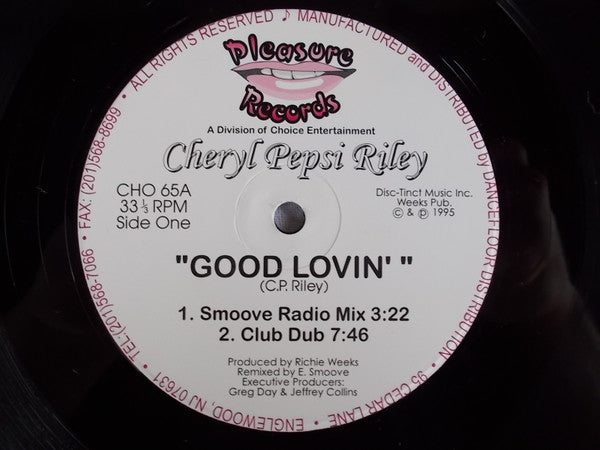 Pleasure
Records
A Division of Choice Entertainment
Cheryl Pepsi Riley
CHO 65A
33 ⅓ RPM
Side One
Disc-Tinct Music Inc.
Weeks Pub.
© & ℗ 1995
"GOOD LOVIN' "
(C.P. Riley)
1. Smoove Radio Mix 3:22
2. Club Dub 7:46
Produced by Richie Weeks
Remixed by E. Smoove
Executive Producers:
Greg Day & Jeffrey Collins
ALL RIGHTS RESERVED ♪ MANUFACTURED and DISTRIBUTED by DANCEFLOOR DISTRIBUTION • 95 CEDAR LANE • ENGLEWOOD, NJ 07631 • TEL:(201)568-7066 • FAX: (201)568-8699 •